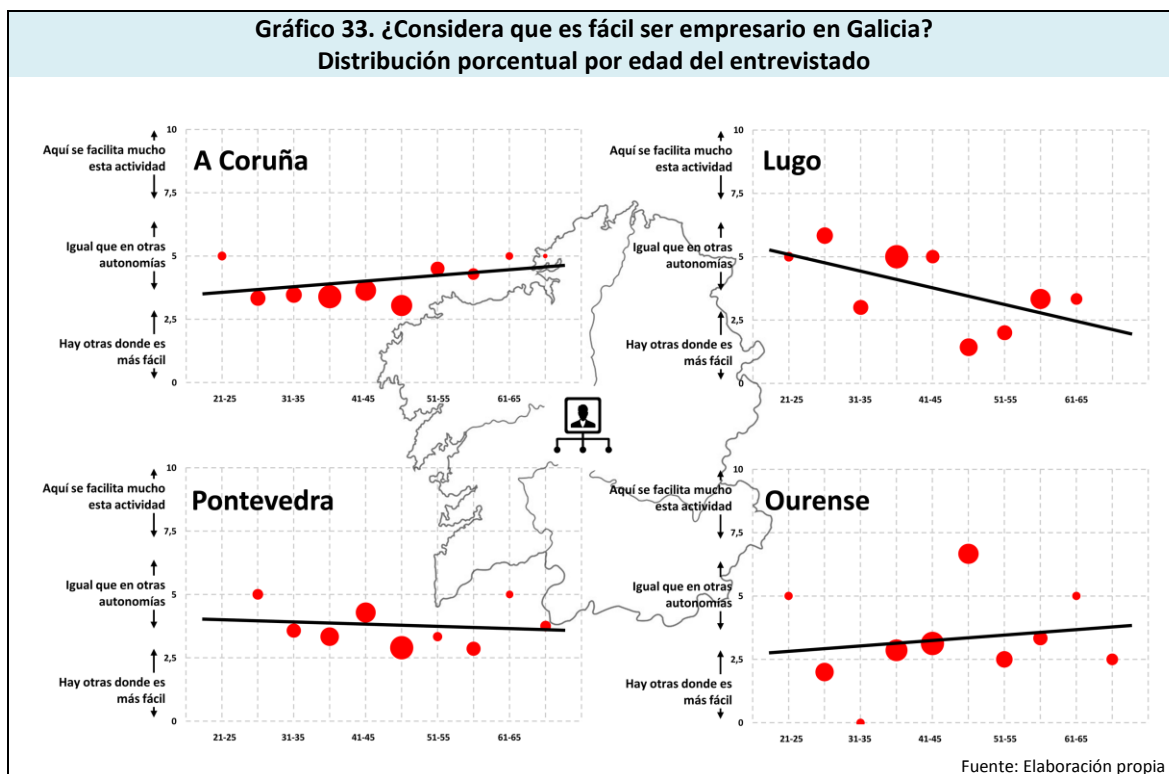 Gráfico 33. ¿Considera que es fácil ser empresario en Galicia?
Distribución porcentual por edad del entrevistado
A Coruña
Aquí se facilita mucho
esta actividad
Igual que en otras
autonomías
Hay otras donde es
más fácil
10
7,5
5
2,5
0
21-25
31-35
41-45
51-55
61-65
Lugo
Aquí se facilita mucho
esta actividad
Igual que en otras
autonomías
Hay otras donde es
más fácil
10
7,5
5
2,5
0
21-25
31-35
41-45
51-55
61-65
Pontevedra
Aquí se facilita mucho
esta actividad
Igual que en otras
autonomías
Hay otras donde es
más fácil
10
7,5
5
2,5
0
21-25
31-35
41-45
51-55
61-65
Ourense
Aquí se facilita mucho
esta actividad
Igual que en otras
autonomías
Hay otras donde es
más fácil
10
7,5
5
2,5
0
21-25
31-35
41-45
51-55
61-65
Fuente: Elaboración propia